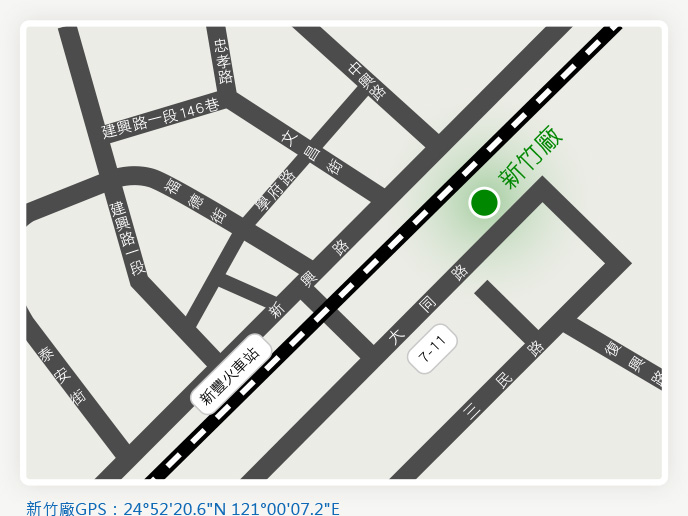 忠孝路
中興路
建興路一段146巷
文昌街
新竹廠
福德街
學府路
建興路一段
新興路
大同路
泰安街
新豐火車站
7-11
三民路
復興路
新竹廠GPS：24°52'20.6"N 121°00'07.2"E